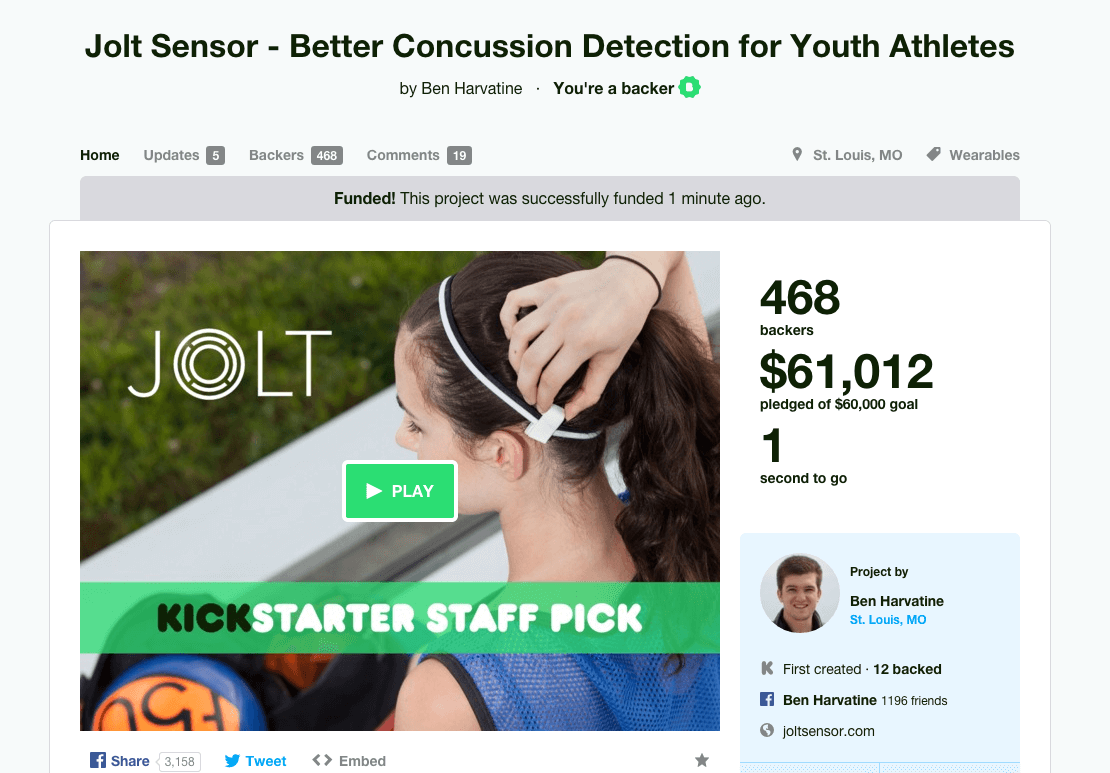 Jolt Sensor - Better Concussion Detection for Youth Athletes
by Ben Harvatine · You're a backer
Home Updates 5 Backers 468 Comments 19 St. Louis, MO Wearables
Funded! This project was successfully funded 1 minute ago.
JOLT
PLAY
KICKSTARTER STAFF PICK
468
backers
$61,012
pledged of $60,000 goal
1
second to go
Project by
Ben Harvatine
St. Louis, MO
First created · 12 backed
Ben Harvatine 1196 friends
joltsensor.com
Share 3,158 Tweet Embed